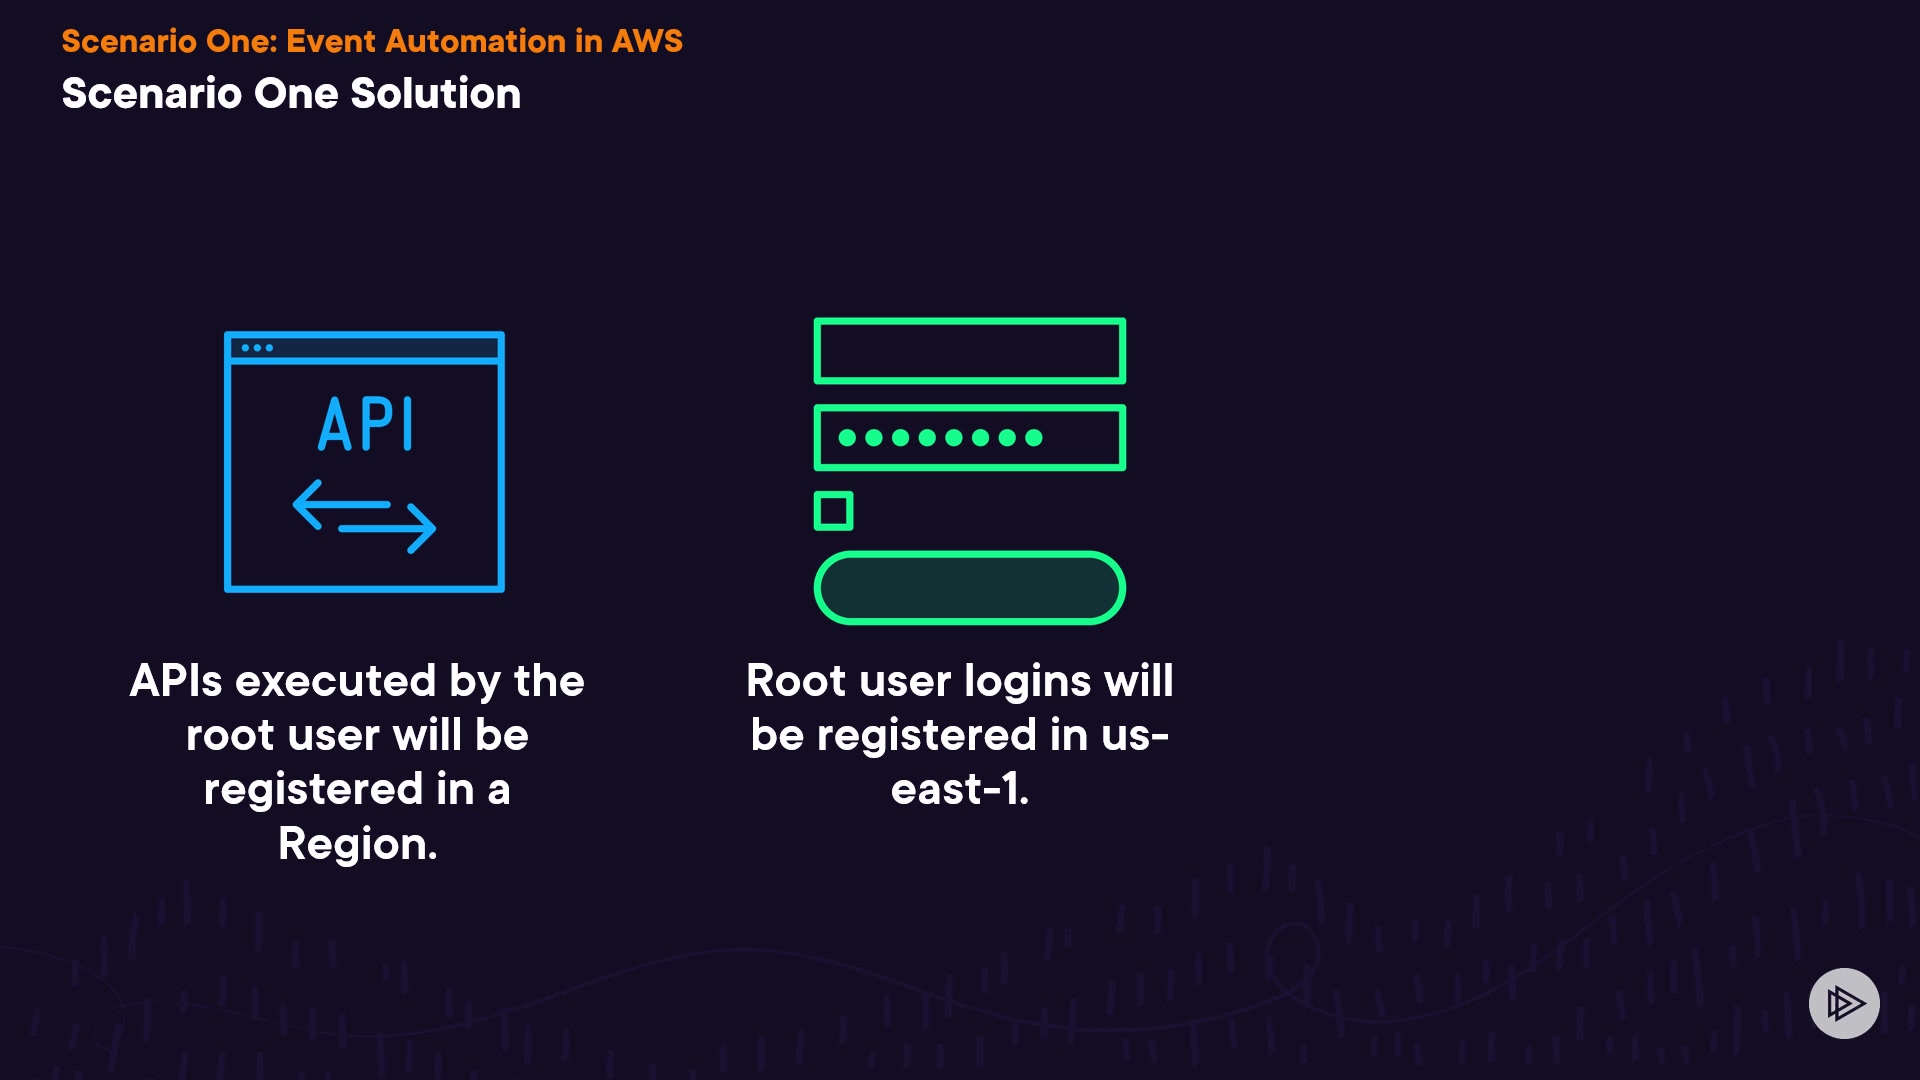 Scenario One: Event Automation in AWS
Scenario One Solution
API
APIs executed by the
root user will be
registered in a
Region.
Root user logins will
be registered in us-
east-1.